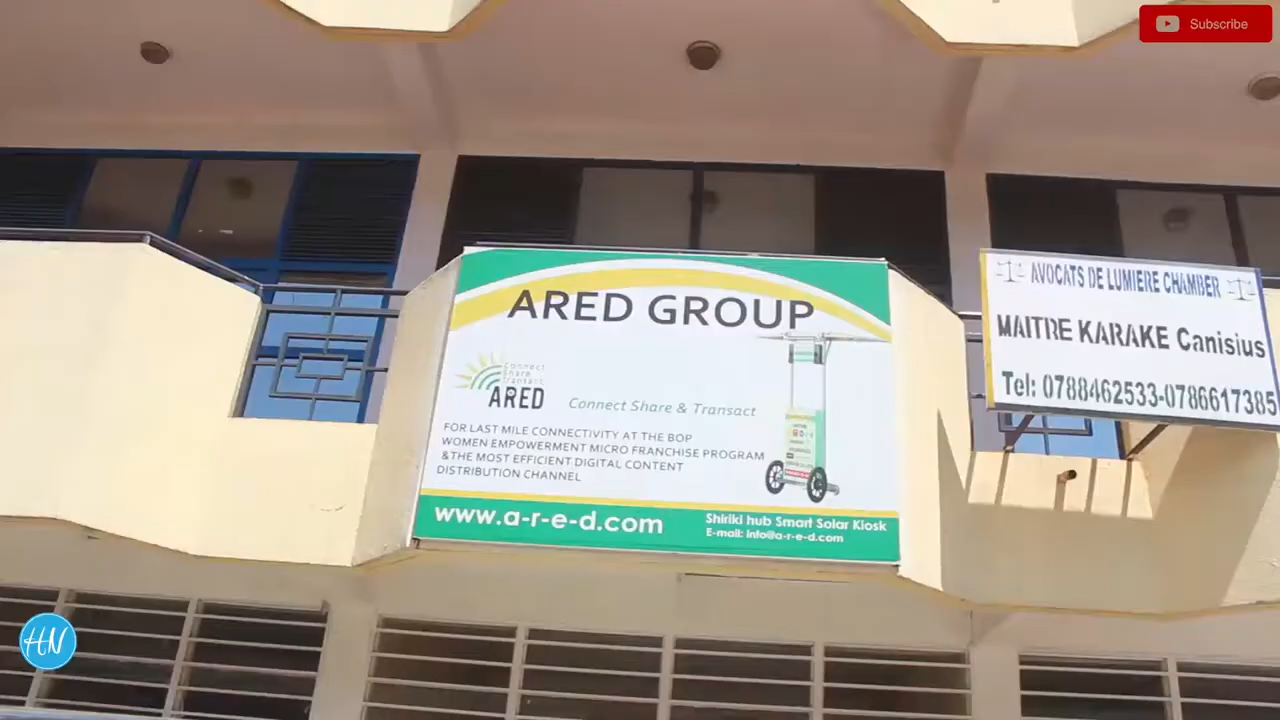 Subscribe
ARED GROUP
Connect
Share
Transact
ARED
Connect Share & Transact
FOR LAST MILE CONNECTIVITY AT THE BOP
WOMEN EMPOWERMENT MICRO FRANCHISE PROGRAM
&THE MOST EFFICIENT DIGITAL CONTENT
DISTRIBUTION CHANNEL
www.a-r-e-d.com
Shiriki hub Smart Solar Kiosk
E-mail: info@a-r-e-d.com
AVOCATS DE LUMIERE CHAMBER
MAITRE KARAKE Canisius
Tel: 0788462533-0786617385
HN